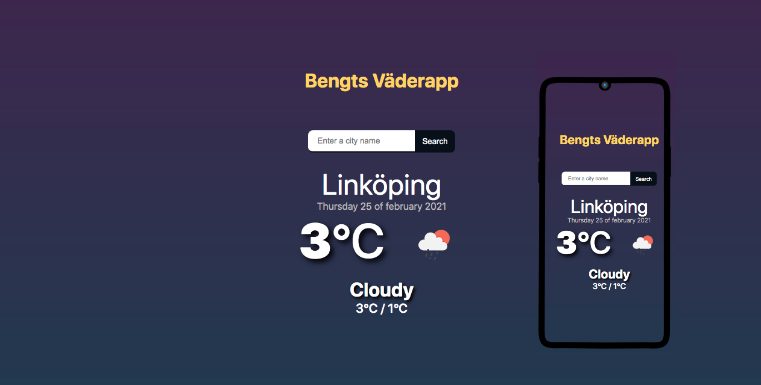 Bengts Väderapp
Enter a city name
Search
Linköping
Thursday 25 of february 2021
3°C
Cloudy
3°C / 1°C
Bengts Väderapp
Enter a city name
Search
Linköping
Thursday 25 of february 2021
3°C
Cloudy
3°C / 1°C